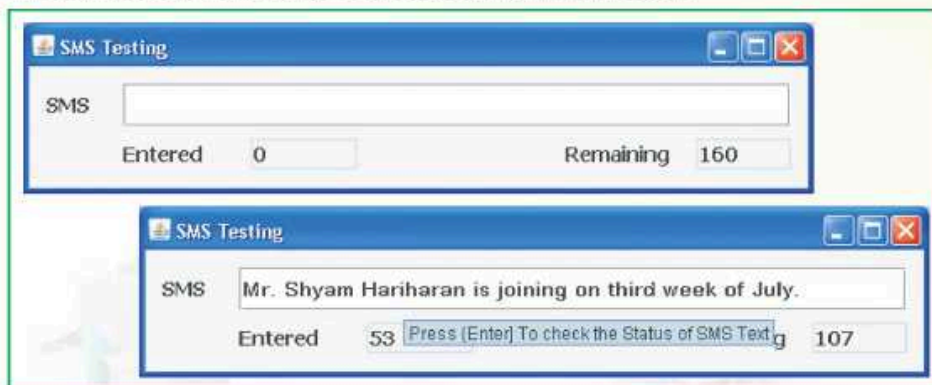 SMS Testing
SMS
Entered 0 Remaining 160
SMS Testing
SMS Mr. Shyam Hariharan is joining on third week of July.
Entered 53 Press [Enter] To check the Status of SMS Text g 107